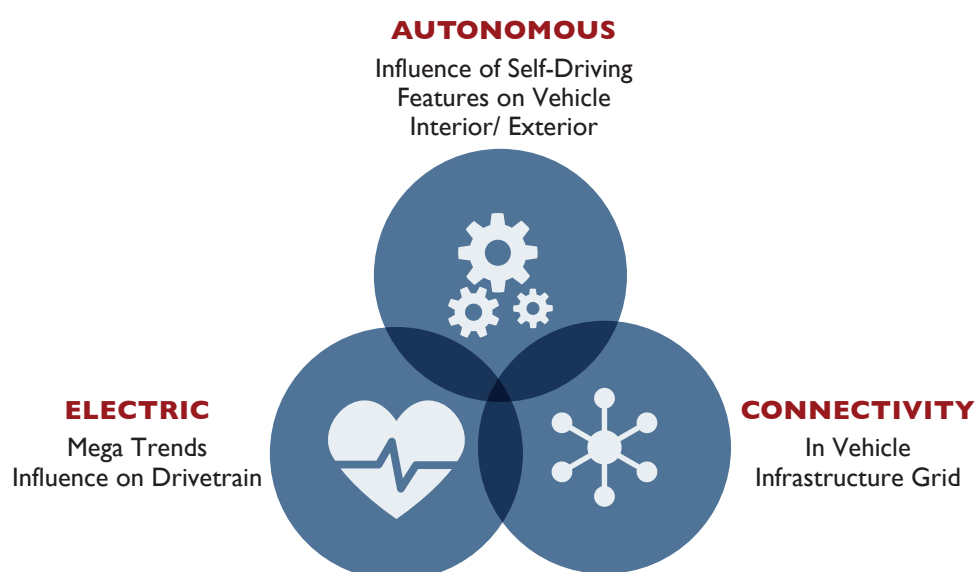 AUTONOMOUS
Influence of Self-Driving
Features on Vehicle
Interior/ Exterior
ELECTRIC
Mega Trends
Influence on Drivetrain
CONNECTIVITY
In Vehicle
Infrastructure Grid